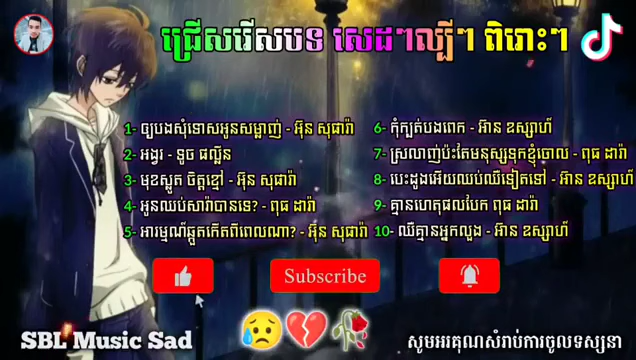 ជ្រើសរើសបទ សេដៗល្បីៗ ពិរោះៗ
1- ឲ្យបងសុំទោសអូនសម្លាញ់ - អ៊ុន សុផារ៉ា
2- អង្វរ - ទូច ផល្លីន
3- មុខស្លូត ចិត្តខ្មៅ - អ៊ុន សុផារ៉ា
4- អូនឈប់សារ៉ាបានទេ? - ពុធ ដារ៉ា
5- អារម្មណ៍ឆ្កួតកើតពីពេលណា? - អ៊ុន សុផារ៉ា
6- កុំក្បត់បងពេក - អ៊ាន ឧស្សាហ៍
7- ស្រលាញ់ប៉ះតែមនុស្សទុកខ្ញុំចោល - ពុធ ដារ៉ា
8- បេះដូងអើយឈប់ឈឺទៀតទៅ - អ៊ាន ឧស្សាហ៍
9- គ្មានហេតុផលបែក ពុធ ដារ៉ា
10- ឈឺគ្មានអ្នកលួង - អ៊ាន ឧស្សាហ៍
Subscribe
SBL Music Sad
សូមអរគុណសំរាប់ការចូលទស្សនា